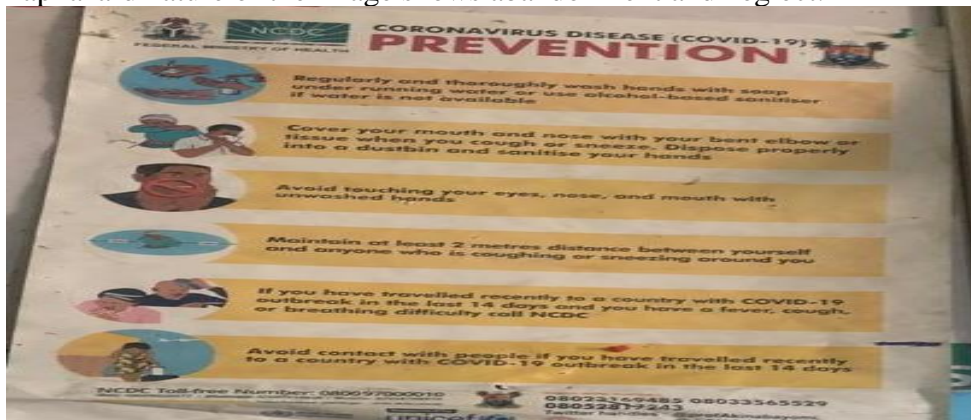 NCDC
FEDERAL MINISTRY OF HEALTH
CORONAVIRUS DISEASE (COVID-19)
PREVENTION
Regularly and thoroughly wash hands with soap
under running water or use alcohol-based sanitiser
if water is not available
Cover your mouth and nose with your bent elbow or
tissue when you cough or sneeze. Dispose properly
into a dustbin and sanitise your hands
Avoid touching your eyes, nose, and mouth with
unwashed hands
Maintain at least 2 metres distance between yourself
and anyone who is coughing or sneezing around you
If you have travelled recently to a country with COVID-19
outbreak in the last 14 days and you have a fever, cough,
or breathing difficulty call NCDC
Avoid contact with people if you have travelled recently
to a country with COVID-19 outbreak in the last 14 days
NCDC Toll-free Number: 080097000010
08023169485 08033565529
08052817243
unicef